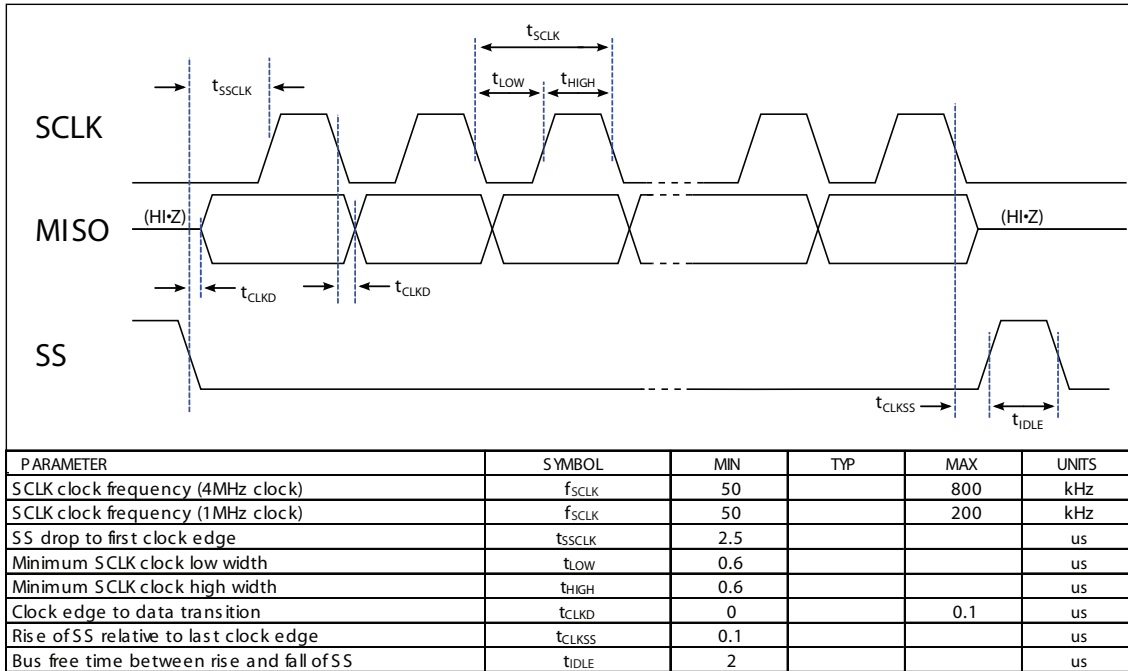 tSCLK
tSSCLK
tLOW
tHIGH
SCLK
MISO
(HI•Z)
(HI•Z)
tCLKD
tCLKD
SS
tCLKSS
tIDLE
PARAMETER SYMBOL MIN TYP MAX UNITS
SCLK clock frequency (4MHz clock) fSCLK 50 800 kHz
SCLK clock frequency (1MHz clock) fSCLK 50 200 kHz
SS drop to first clock edge tSSCLK 2.5 us
Minimum SCLK clock low width tLOW 0.6 us
Minimum SCLK clock high width tHIGH 0.6 us
Clock edge to data transition tCLKD 0 0.1 us
Rise of SS relative to last clock edge tCLKSS 0.1 us
Bus free time between rise and fall of SS tIDLE 2 us